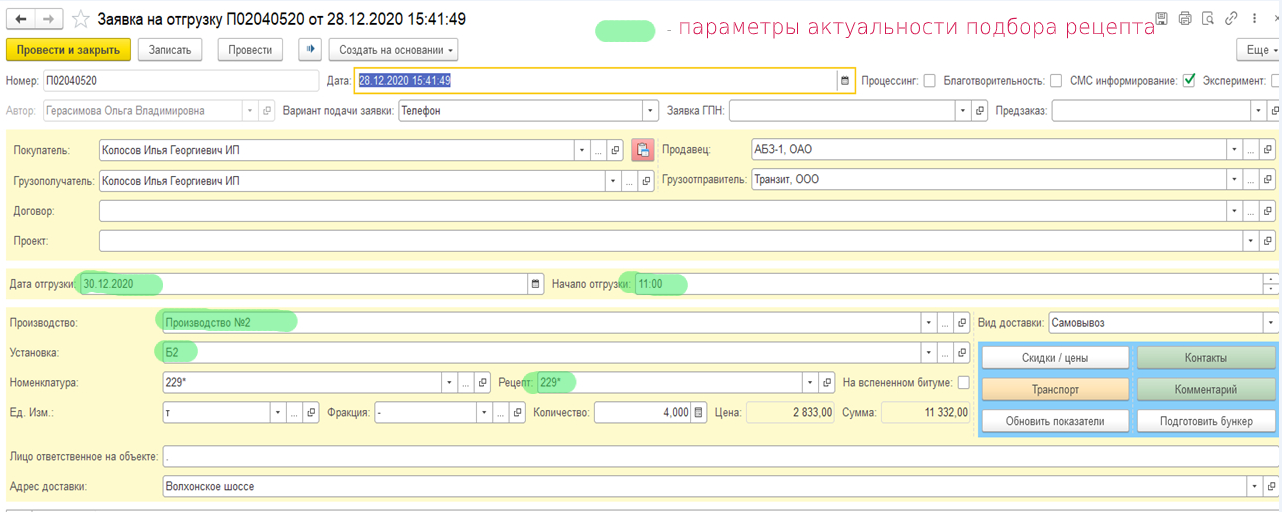 Заявка на отгрузку П02040520 от 28.12.2020 15:41:49
- параметры актуальности подбора рецепта
Провести и закрыть Записать Провести Создать на основании Еще
Номер: П02040520 Дата: 28.12.2020 15:41:49 Процессинг: Благотворительность: СМС информирование: Эксперимент:
Автор: Герасимова Ольга Владимировна Вариант подачи заявки: Телефон Заявка ГПН: Предзаказ:
Покупатель: Колосов Илья Георгиевич ИП Продавец: АБЗ-1, ОАО
Грузополучатель: Колосов Илья Георгиевич ИП Грузоотправитель: Транзит, ООО
Договор:
Проект:
Дата отгрузки: 30.12.2020 Начало отгрузки: 11:00
Производство: Производство №2 Вид доставки: Самовывоз
Установка: Б2 Скидки / цены Контакты
Номенклатура: 229* Рецепт: 229* На вспененном битуме: Транспорт Комментарий
Ед. Изм.: т Фракция: - Количество: 4,000 Цена: 2 833,00 Сумма: 11 332,00 Обновить показатели Подготовить бункер
Лицо ответственное на объекте: .
Адрес доставки: Волхонское шоссе